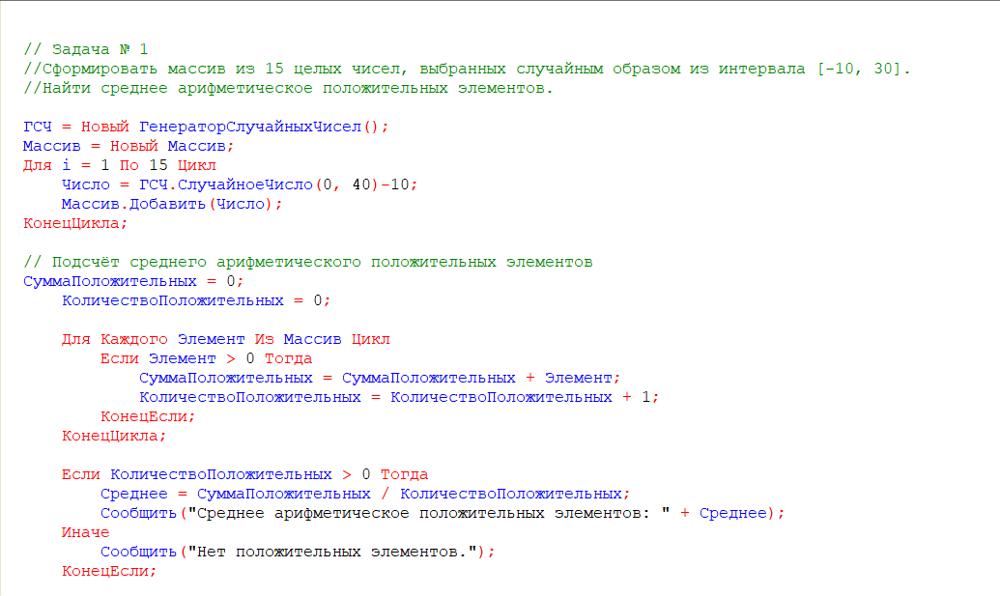 // Задача № 1
//Сформировать массив из 15 целых чисел, выбранных случайным образом из интервала [-10, 30].
//Найти среднее арифметическое положительных элементов.
ГСЧ = Новый ГенераторСлучайныхЧисел();
Массив = Новый Массив;
Для i = 1 По 15 Цикл
    Число = ГСЧ.СлучайноеЧисло(0, 40)-10;
    Массив.Добавить(Число);
КонецЦикла;
// Подсчёт среднего арифметического положительных элементов
СуммаПоложительных = 0;
    КоличествоПоложительных = 0;
    Для Каждого Элемент Из Массив Цикл
        Если Элемент > 0 Тогда
            СуммаПоложительных = СуммаПоложительных + Элемент;
            КоличествоПоложительных = КоличествоПоложительных + 1;
        КонецЕсли;
    КонецЦикла;
    Если КоличествоПоложительных > 0 Тогда
        Среднее = СуммаПоложительных / КоличествоПоложительных;
        Сообщить("Среднее арифметическое положительных элементов: " + Среднее);
    Иначе
        Сообщить("Нет положительных элементов.");
    КонецЕсли;